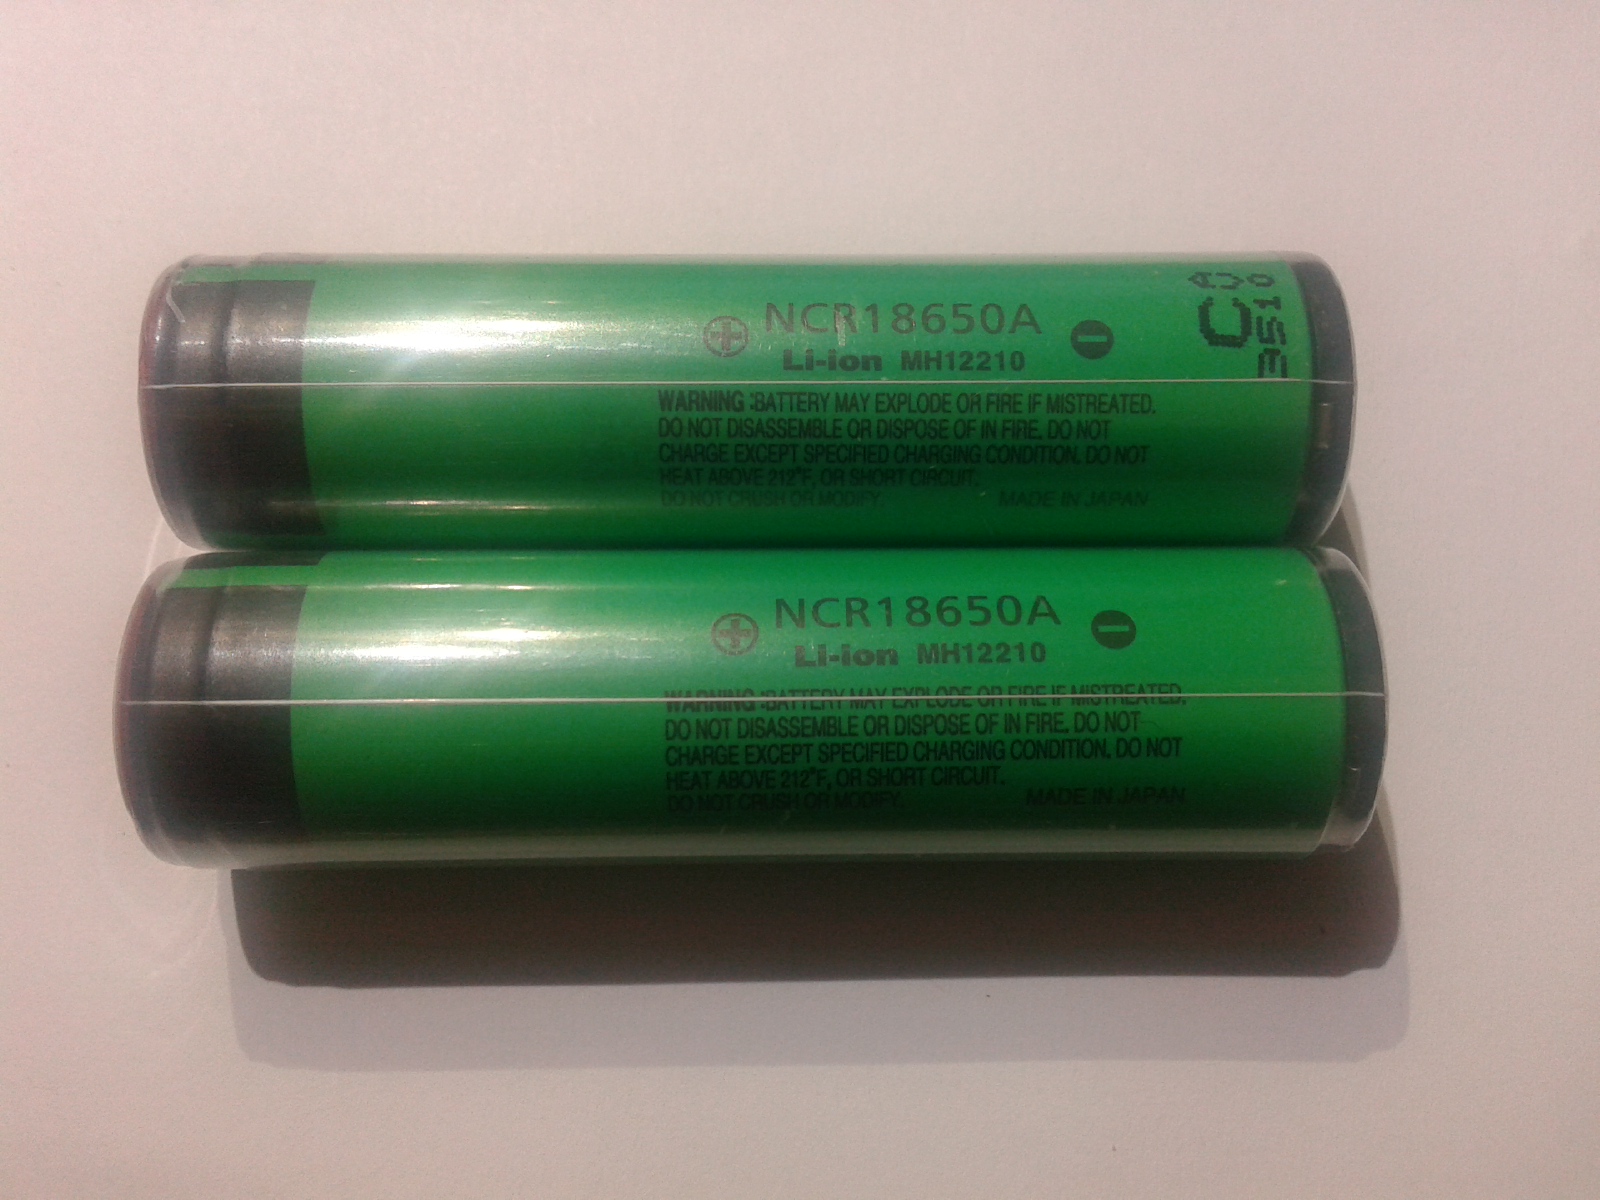 NCR18650A
Li-ion MH12210
WARNING :BATTERY MAY EXPLODE OR FIRE IF MISTREATED.
DO NOT DISASSEMBLE OR DISPOSE OF IN FIRE. DO NOT
CHARGE EXCEPT SPECIFIED CHARGING CONDITION. DO NOT
HEAT ABOVE 212°F, OR SHORT CIRCUIT.
DO NOT CRUSH OR MODIFY. MADE IN JAPAN
C
3510
NCR18650A
Li-ion MH12210
WARNING :BATTERY MAY EXPLODE OR FIRE IF MISTREATED.
DO NOT DISASSEMBLE OR DISPOSE OF IN FIRE. DO NOT
CHARGE EXCEPT SPECIFIED CHARGING CONDITION. DO NOT
HEAT ABOVE 212°F, OR SHORT CIRCUIT.
DO NOT CRUSH OR MODIFY. MADE IN JAPAN